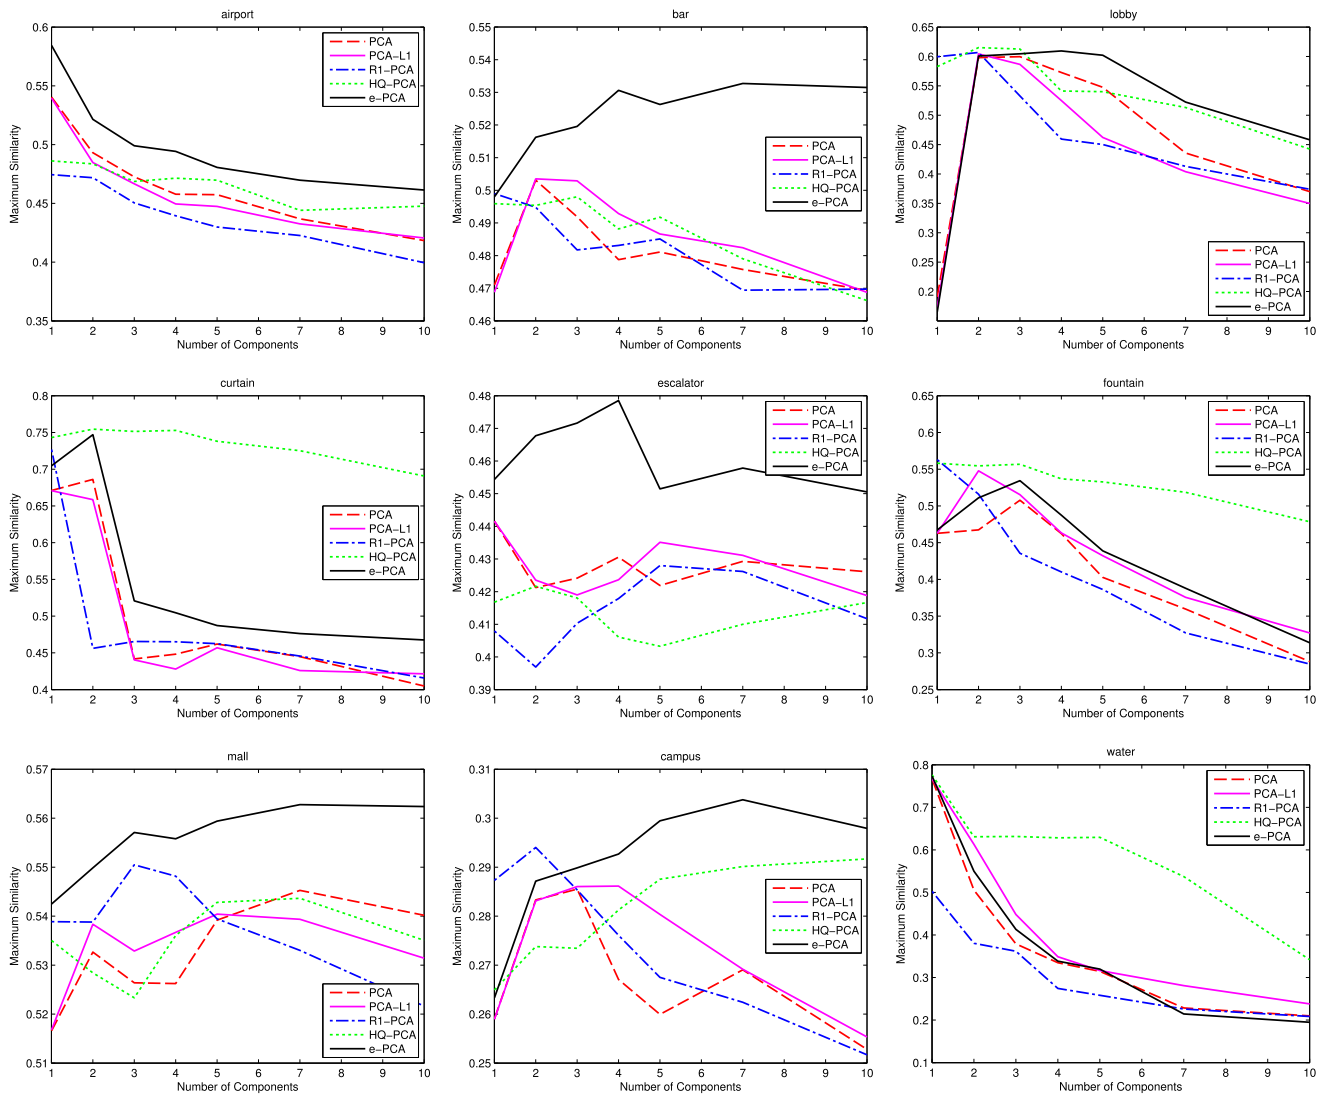 airport
0.6
0.55
0.5
0.45
0.4
0.35
Maximum Similarity
PCA
PCA−L1
R1−PCA
HQ−PCA
e−PCA
1 2 3 4 5 6 7 8 9 10
Number of Components
bar
0.55
0.54
0.53
0.52
0.51
0.5
0.49
0.48
0.47
0.46
Maximum Similarity
PCA
PCA−L1
R1−PCA
HQ−PCA
e−PCA
1 2 3 4 5 6 7 8 9 10
Number of Components
lobby
0.65
0.6
0.55
0.5
0.45
0.4
0.35
0.3
0.25
0.2
Maximum Similarity
PCA
PCA−L1
R1−PCA
HQ−PCA
e−PCA
1 2 3 4 5 6 7 8 9 10
Number of Components
curtain
0.8
0.75
0.7
0.65
0.6
0.55
0.5
0.45
0.4
Maximum Similarity
PCA
PCA−L1
R1−PCA
HQ−PCA
e−PCA
1 2 3 4 5 6 7 8 9 10
Number of Components
escalator
0.48
0.47
0.46
0.45
0.44
0.43
0.42
0.41
0.4
0.39
Maximum Similarity
PCA
PCA−L1
R1−PCA
HQ−PCA
e−PCA
1 2 3 4 5 6 7 8 9 10
Number of Components
fountain
0.65
0.6
0.55
0.5
0.45
0.4
0.35
0.3
0.25
Maximum Similarity
PCA
PCA−L1
R1−PCA
HQ−PCA
e−PCA
1 2 3 4 5 6 7 8 9 10
Number of Components
mall
0.57
0.56
0.55
0.54
0.53
0.52
0.51
Maximum Similarity
PCA
PCA−L1
R1−PCA
HQ−PCA
e−PCA
1 2 3 4 5 6 7 8 9 10
Number of Components
campus
0.31
0.3
0.29
0.28
0.27
0.26
0.25
Maximum Similarity
PCA
PCA−L1
R1−PCA
HQ−PCA
e−PCA
1 2 3 4 5 6 7 8 9 10
Number of Components
water
0.8
0.7
0.6
0.5
0.4
0.3
0.2
0.1
Maximum Similarity
PCA
PCA−L1
R1−PCA
HQ−PCA
e−PCA
1 2 3 4 5 6 7 8 9 10
Number of Components